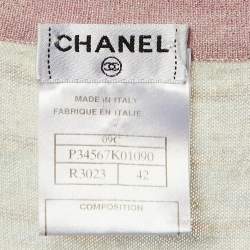 CHANEL
MADE IN ITALY
FABRIQUE EN ITALIE
09C
P34567K01090
R3023 42
COMPOSITION